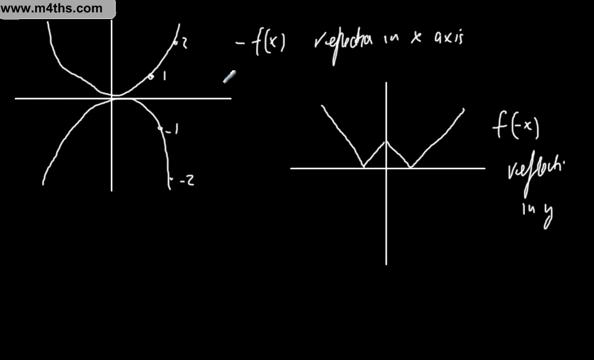 www.m4ths.com
2
1
-1
-2
- f(x) reflection in x axis
f(-x)
reflecti
in y